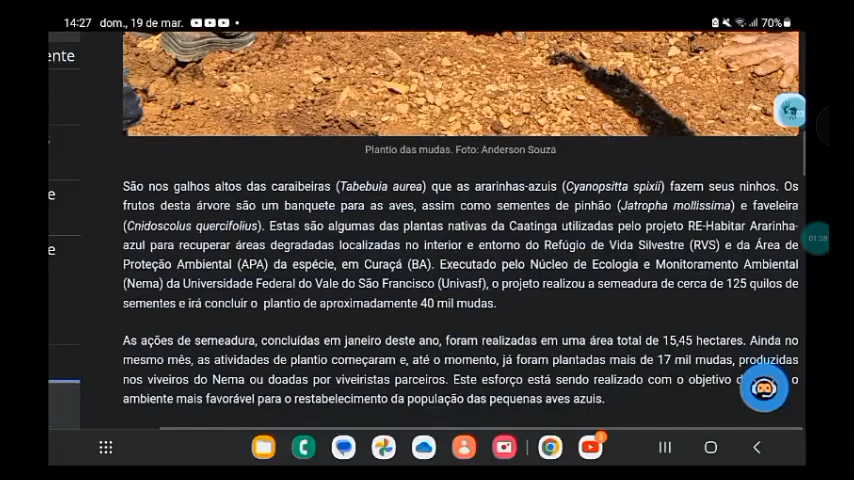 14:27 dom., 19 de mar.
70%
ente
Plantio das mudas. Foto: Anderson Souza
São nos galhos altos das caraibeiras (Tabebuia aurea) que as ararinhas-azuis (Cyanopsitta spixii) fazem seus ninhos. Os
e
frutos desta árvore são um banquete para as aves, assim como sementes de pinhão (Jatropha mollissima) e faveleira
(Cnidoscolus quercifolius). Estas são algumas das plantas nativas da Caatinga utilizadas pelo projeto RE-Habitar Ararinha-
01:28
e
azul para recuperar áreas degradadas localizadas no interior e entorno do Refúgio de Vida Silvestre (RVS) e da Área de
Proteção Ambiental (APA) da espécie, em Curaçá (BA). Executado pelo Núcleo de Ecologia e Monitoramento Ambiental
(Nema) da Universidade Federal do Vale do São Francisco (Univasf), o projeto realizou a semeadura de cerca de 125 quilos de
sementes e irá concluir o plantio de aproximadamente 40 mil mudas.
As ações de semeadura, concluídas em janeiro deste ano, foram realizadas em uma área total de 15,45 hectares. Ainda no
mesmo mês, as atividades de plantio começaram e, até o momento, já foram plantadas mais de 17 mil mudas, produzidas
nos viveiros do Nema ou doadas por viveiristas parceiros. Este esforço está sendo realizado com o objetivo d o
ambiente mais favorável para o restabelecimento da população das pequenas aves azuis.